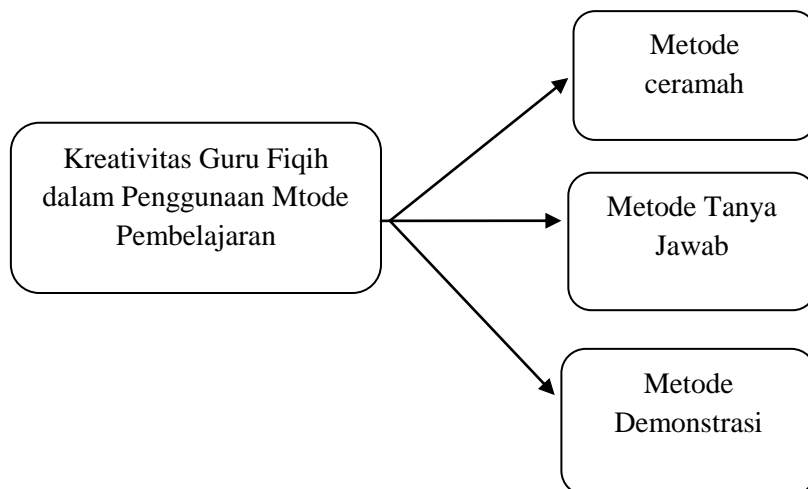 Kreativitas Guru Fiqih
dalam Penggunaan Mtode
Pembelajaran
Metode
ceramah
Metode Tanya
Jawab
Metode
Demonstrasi